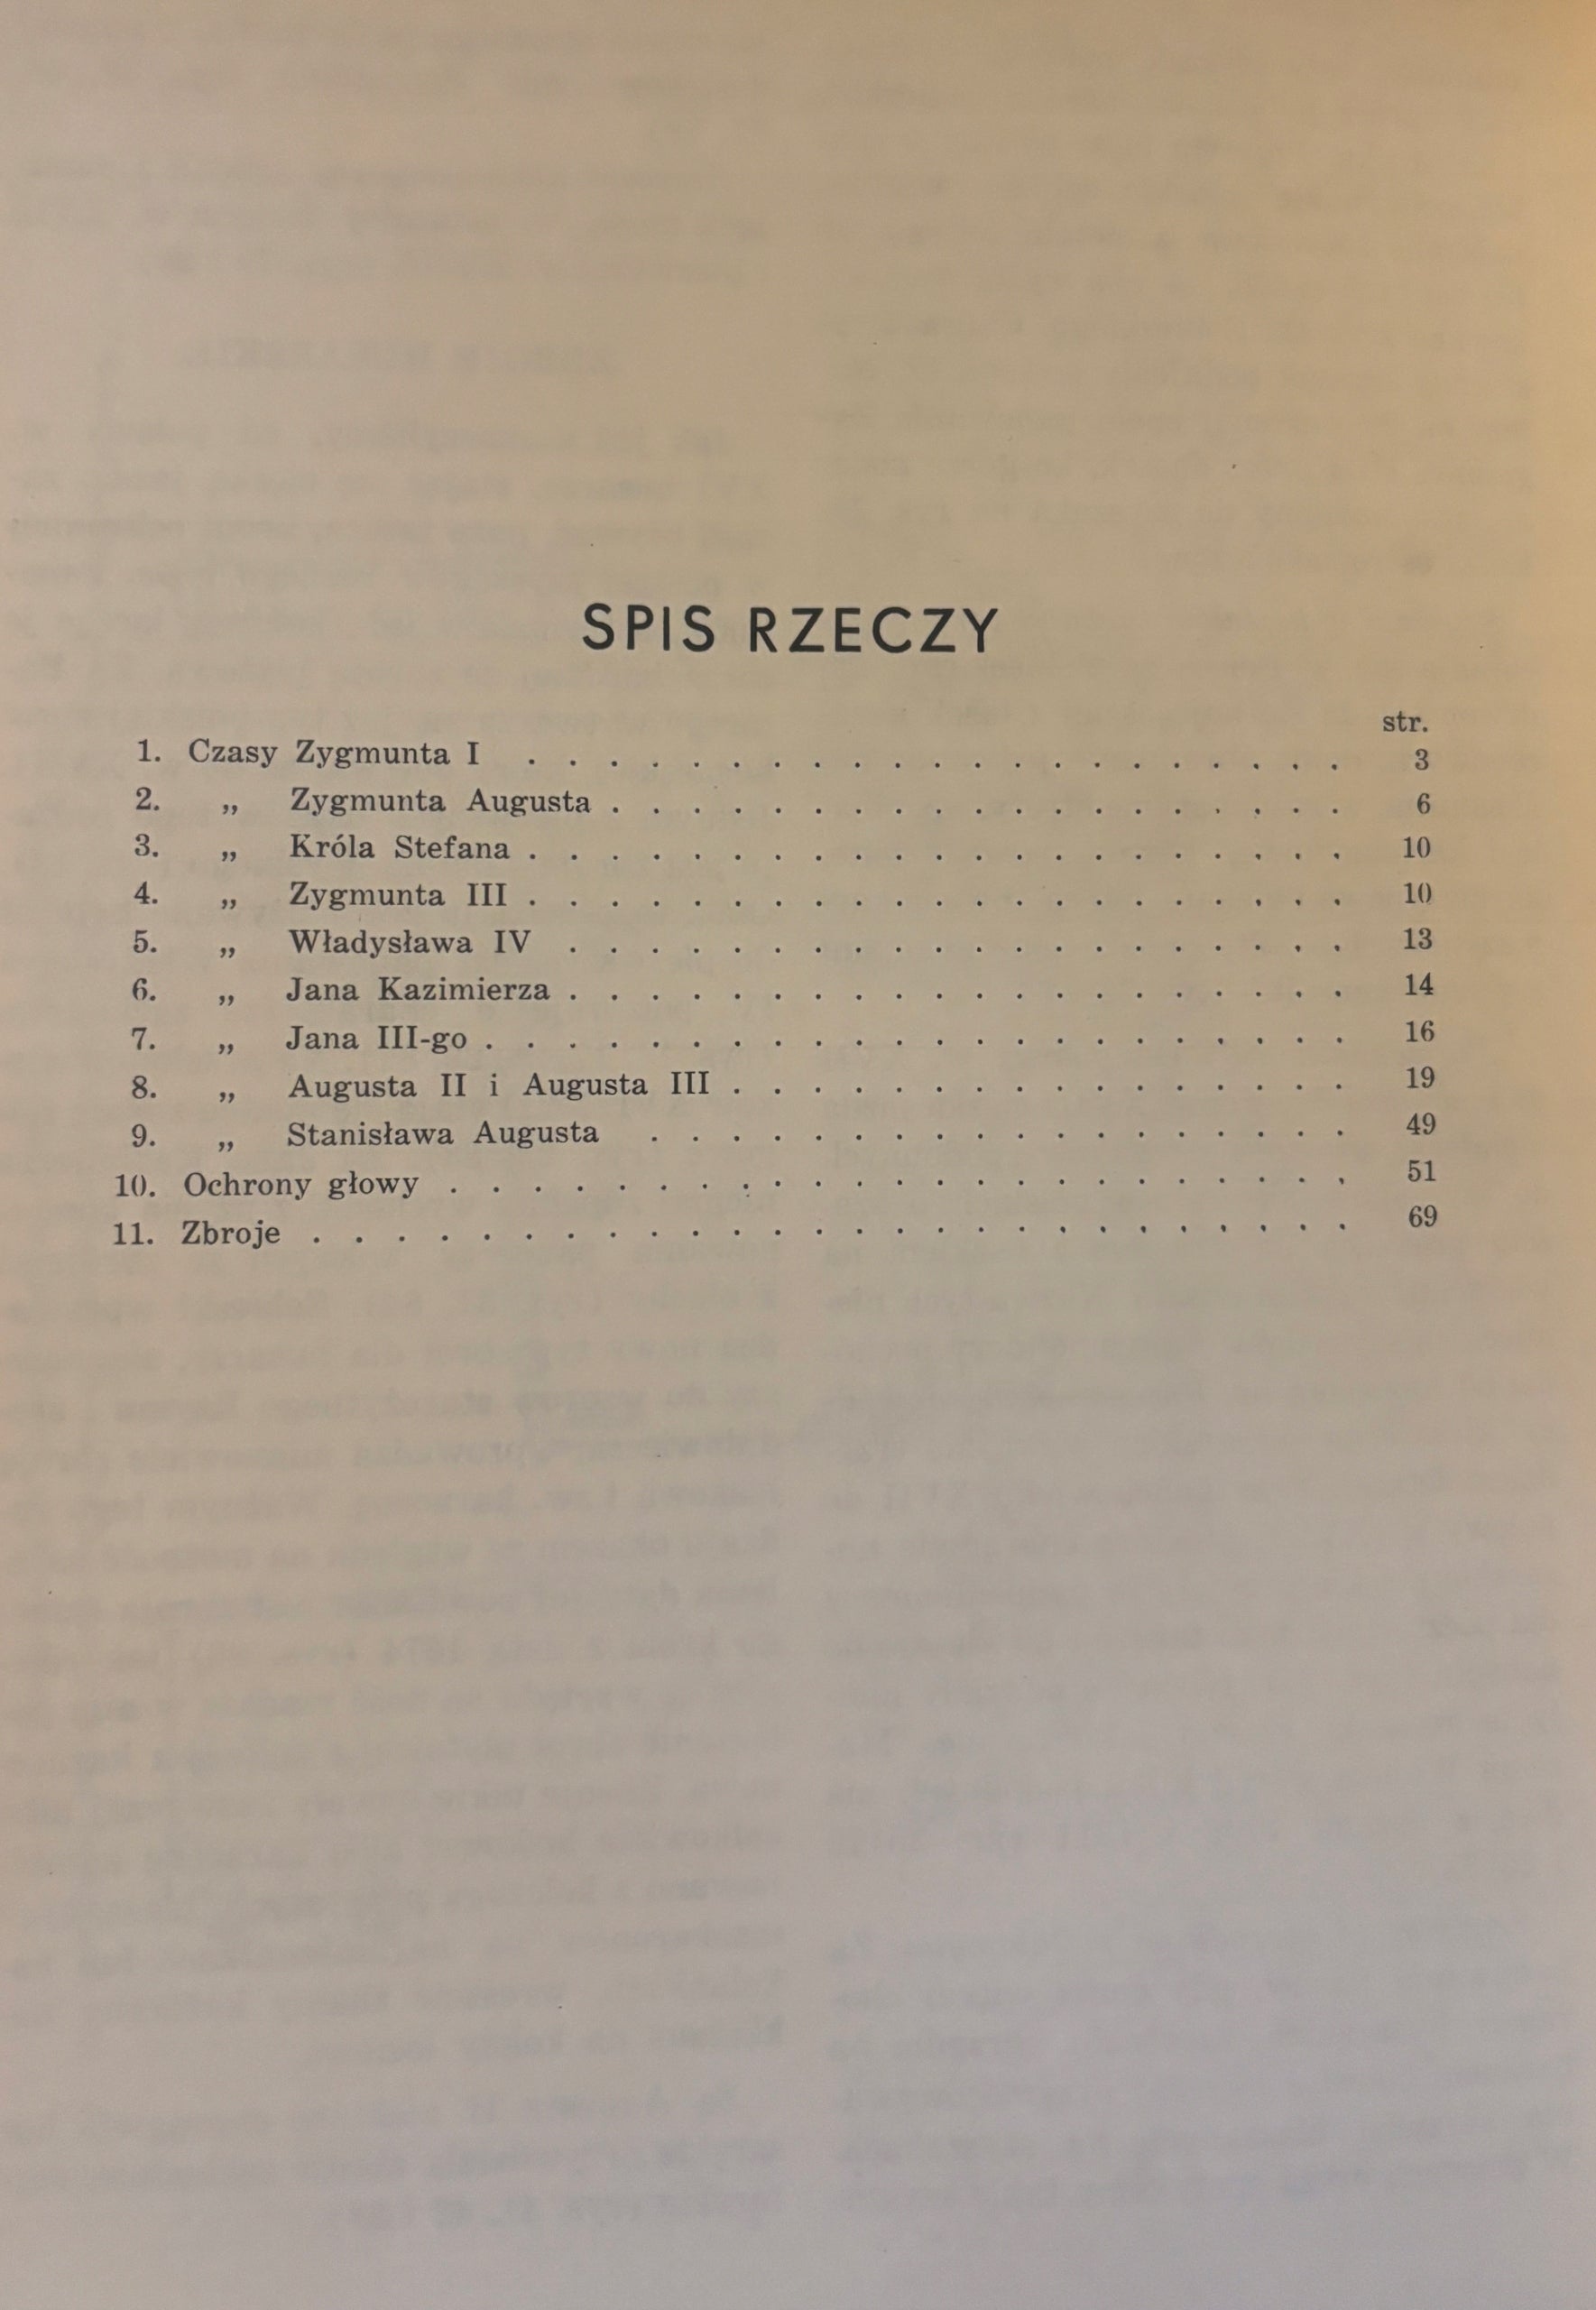 SPIS RZECZY
str.
1. Czasy Zygmunta I . . . . . . . . . . . . . . . . . . . . . 3
2. „ Zygmunta Augusta . . . . . . . . . . . . . . . . . . . 6
3. „ Króla Stefana . . . . . . . . . . . . . . . . . . . . . 10
4. „ Zygmunta III . . . . . . . . . . . . . . . . . . . . . 10
5. „ Władysława IV . . . . . . . . . . . . . . . . . . . . 13
6. „ Jana Kazimierza . . . . . . . . . . . . . . . . . . . . 14
7. „ Jana III-go . . . . . . . . . . . . . . . . . . . . . . 16
8. „ Augusta II i Augusta III . . . . . . . . . . . . . . . . 19
9. „ Stanisława Augusta . . . . . . . . . . . . . . . . . . 49
10. Ochrony głowy . . . . . . . . . . . . . . . . . . . . . . . 51
11. Zbroje . . . . . . . . . . . . . . . . . . . . . . . . . . 69